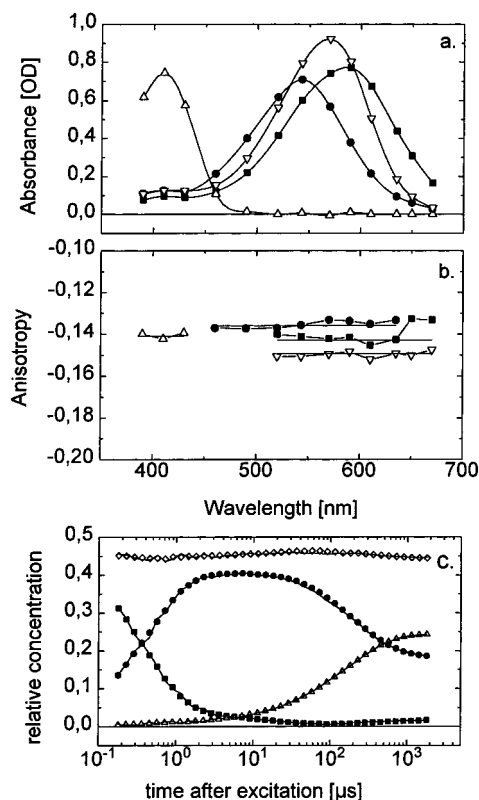 a.
Absorbance [OD]
1,0
0,8
0,6
0,4
0,2
0,0
b.
Anisotropy
-0,10
-0,12
-0,14
-0,16
-0,18
-0,20
400 500 600 700
Wavelength [nm]
c.
relative concentration
0,5
0,4
0,3
0,2
0,1
0,0
10-1 100 101 102 103
time after excitation [µs]